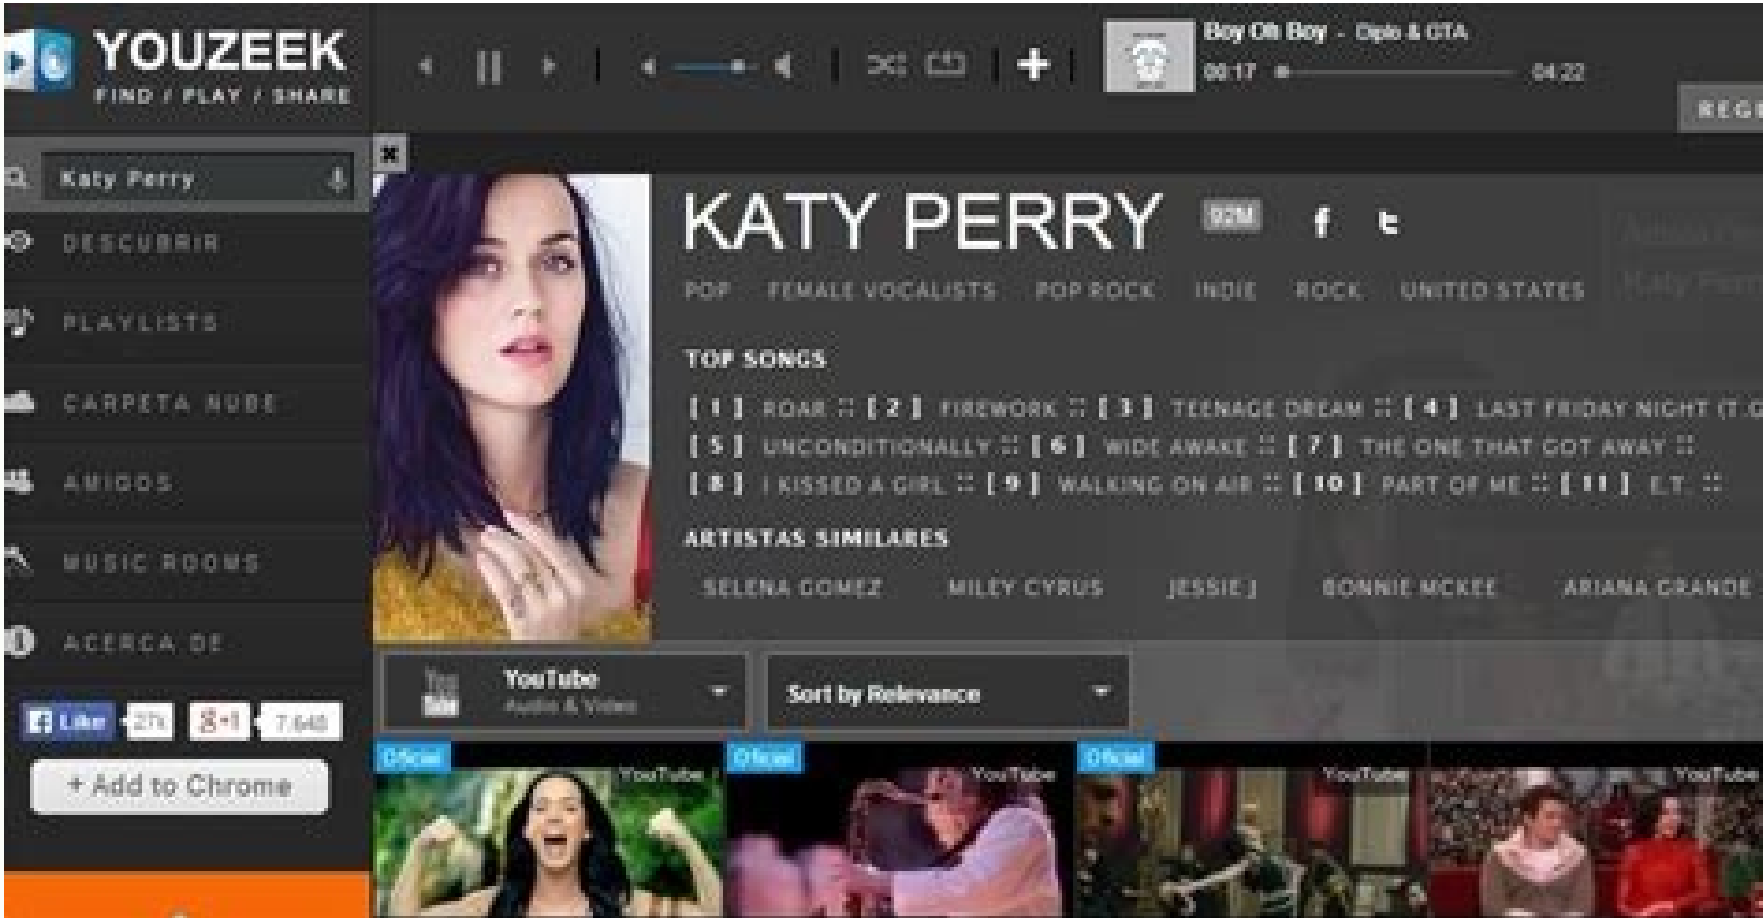 YOUZEEK
FIND / PLAY / SHARE
Boy Oh Boy - Diplo & GTA
00:17 04:22
Katy Perry
DESCUBRIR
PLAYLISTS
CARPETA NUBE
AMIGOS
MUSIC ROOMS
ACERCA DE
Like 27k g+1 7.640
+ Add to Chrome
KATY PERRY 92M f t
POP FEMALE VOCALISTS POP ROCK INDIE ROCK UNITED STATES
TOP SONGS
[ 1 ] ROAR :: [ 2 ] FIREWORK :: [ 3 ] TEENAGE DREAM :: [ 4 ] LAST FRIDAY NIGHT (T.G
[ 5 ] UNCONDITIONALLY :: [ 6 ] WIDE AWAKE :: [ 7 ] THE ONE THAT GOT AWAY ::
[ 8 ] I KISSED A GIRL :: [ 9 ] WALKING ON AIR :: [ 10 ] PART OF ME :: [ 11 ] E.T. ::
ARTISTAS SIMILARES
SELENA GOMEZ MILEY CYRUS JESSIE J BONNIE MCKEE ARIANA GRANDE
You Tube YouTube
Audio & Video
Sort by Relevance
Oficial YouTube
Oficial YouTube
Oficial YouTube
YouTube